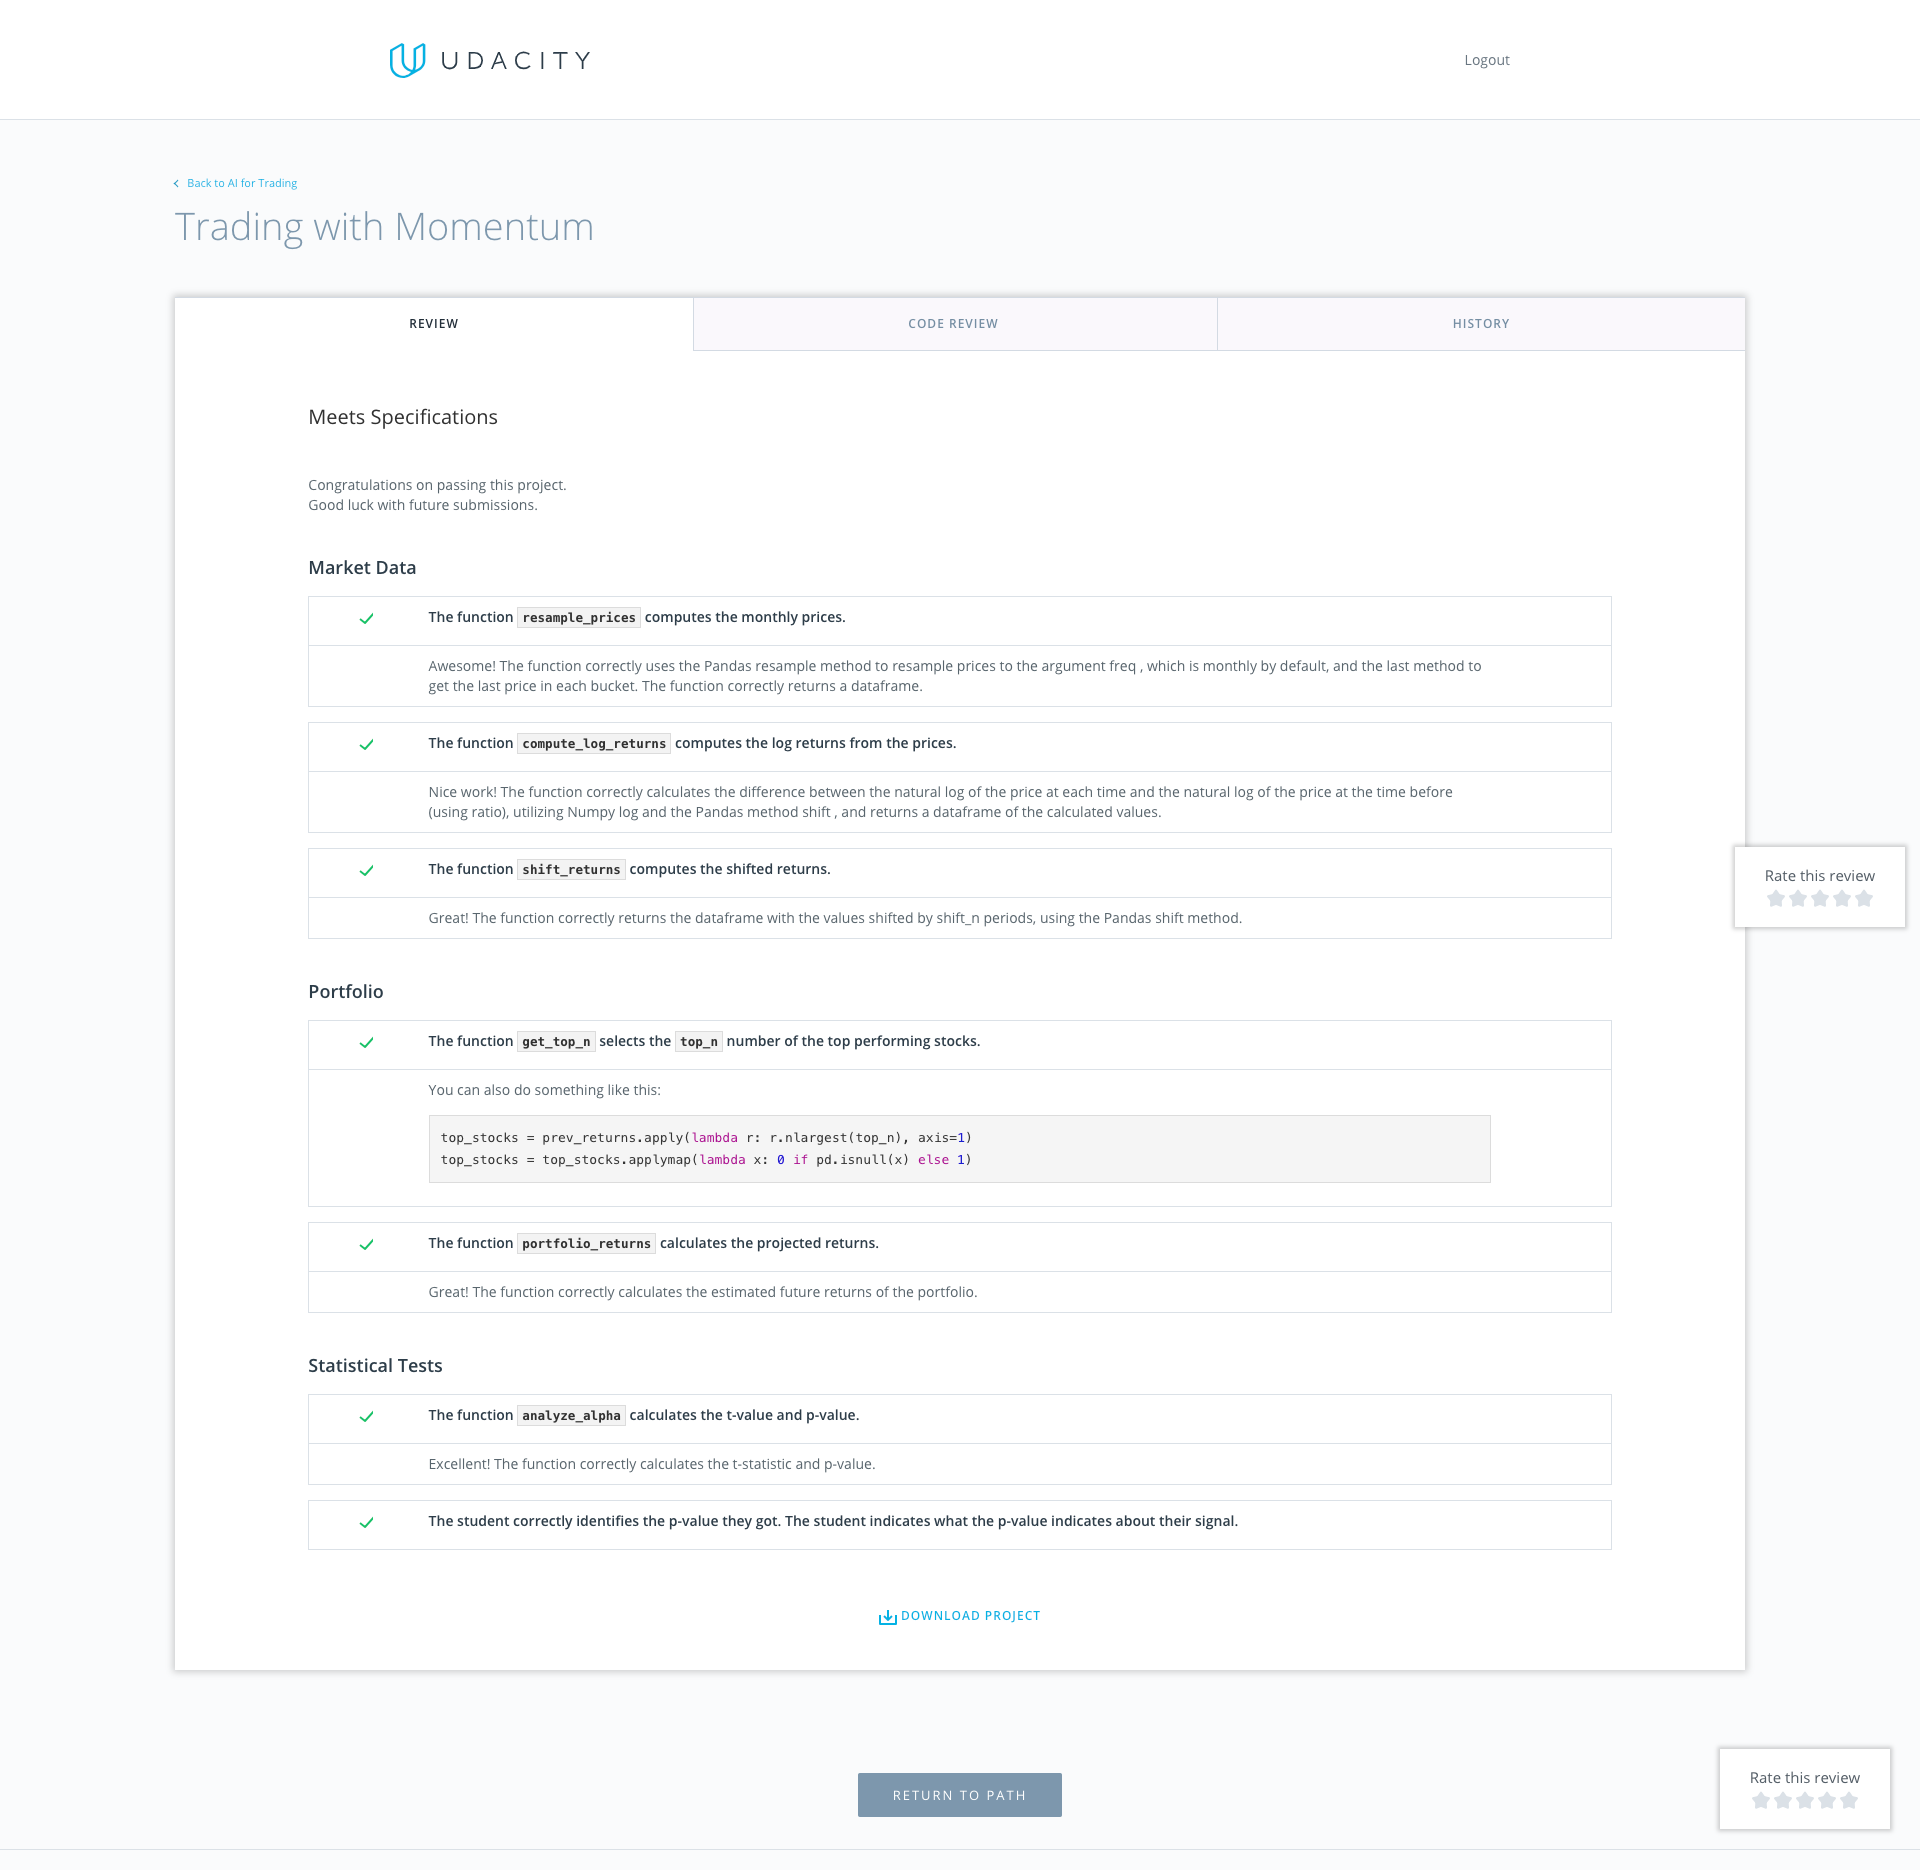 UDACITY
Logout
Back to AI for Trading
Trading with Momentum
REVIEW
CODE REVIEW
HISTORY
Meets Specifications
Congratulations on passing this project.
Good luck with future submissions.
Market Data
The function resample_prices computes the monthly prices.
Awesome! The function correctly uses the Pandas resample method to resample prices to the argument freq , which is monthly by default, and the last method to
get the last price in each bucket. The function correctly returns a dataframe.
The function compute_log_returns computes the log returns from the prices.
Nice work! The function correctly calculates the difference between the natural log of the price at each time and the natural log of the price at the time before
(using ratio), utilizing Numpy log and the Pandas method shift , and returns a dataframe of the calculated values.
The function shift_returns computes the shifted returns.
Rate this review
Great! The function correctly returns the dataframe with the values shifted by shift_n periods, using the Pandas shift method.
Portfolio
The function get_top_n selects the top_n number of the top performing stocks.
You can also do something like this:
top_stocks = prev_returns.apply(lambda r: r.nlargest(top_n), axis=1)
top_stocks = top_stocks.applymap(lambda x: 0 if pd.isnull(x) else 1)
The function portfolio_returns calculates the projected returns.
Great! The function correctly calculates the estimated future returns of the portfolio.
Statistical Tests
The function analyze_alpha calculates the t-value and p-value.
Excellent! The function correctly calculates the t-statistic and p-value.
The student correctly identifies the p-value they got. The student indicates what the p-value indicates about their signal.
DOWNLOAD PROJECT
Rate this review
RETURN TO PATH